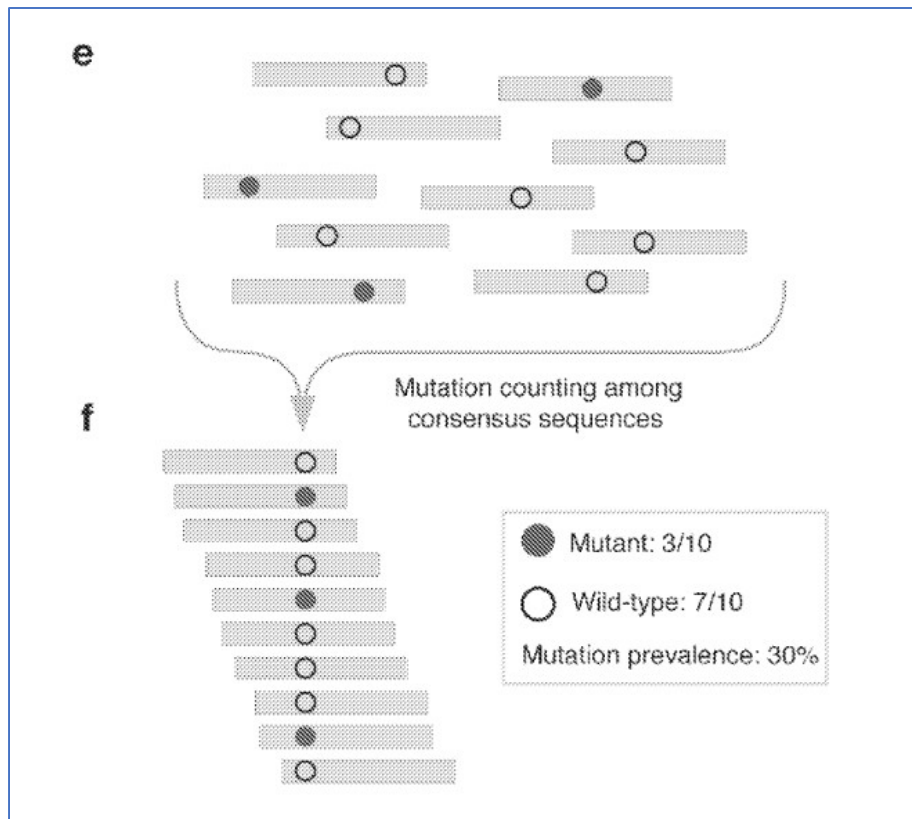 e
Mutation counting among
consensus sequences
f
Mutant: 3/10
Wild-type: 7/10
Mutation prevalence: 30%